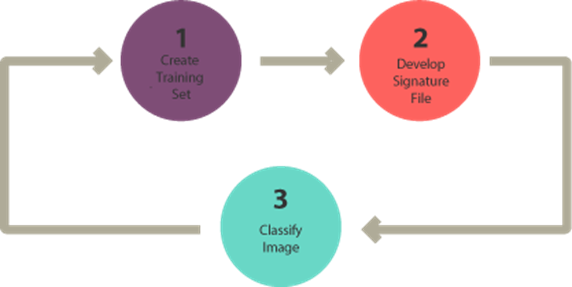 1
Create
Training
Set
2
Develop
Signature
File
3
Classify
Image